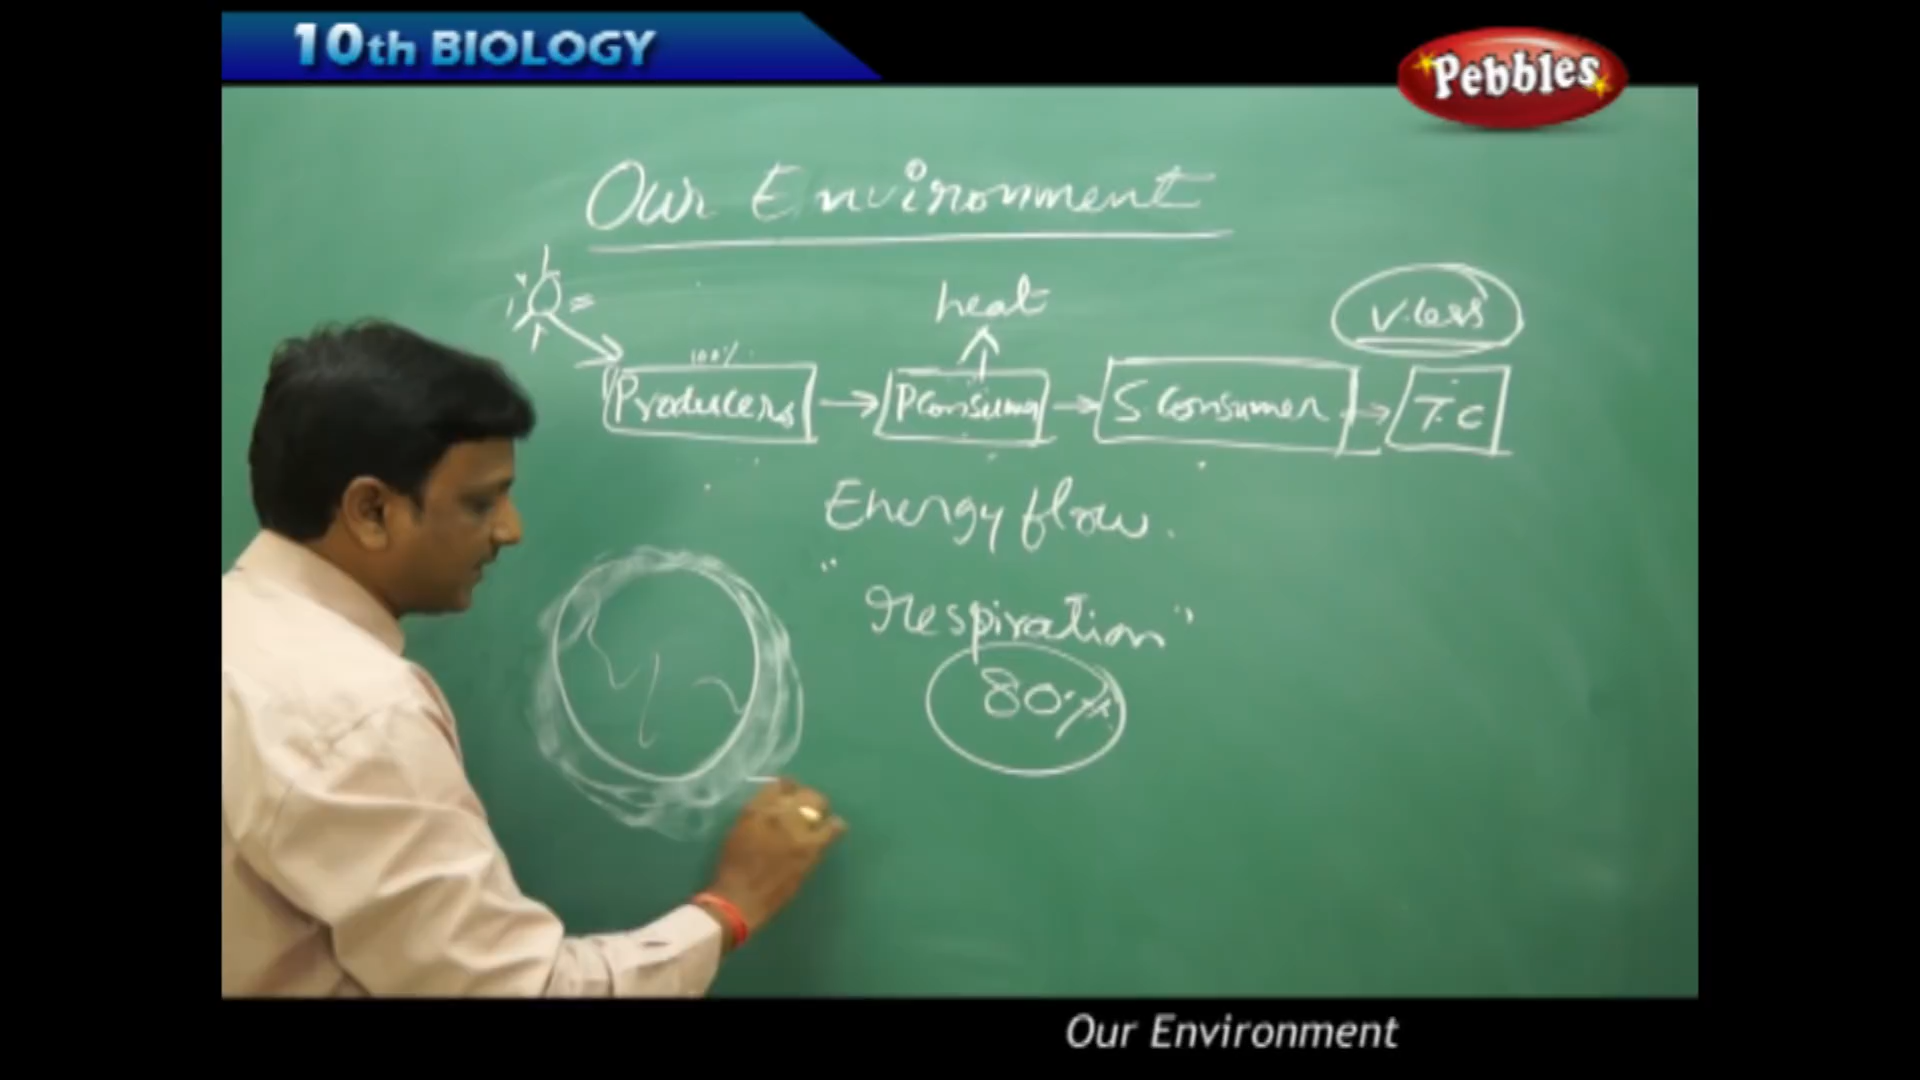 10th BIOLOGY
Pebbles
Our Environment
heat
V.less
100%
Producers
P Consumer
S Consumer
T.C
Energy flow.
"respiration"
80%
Our Environment